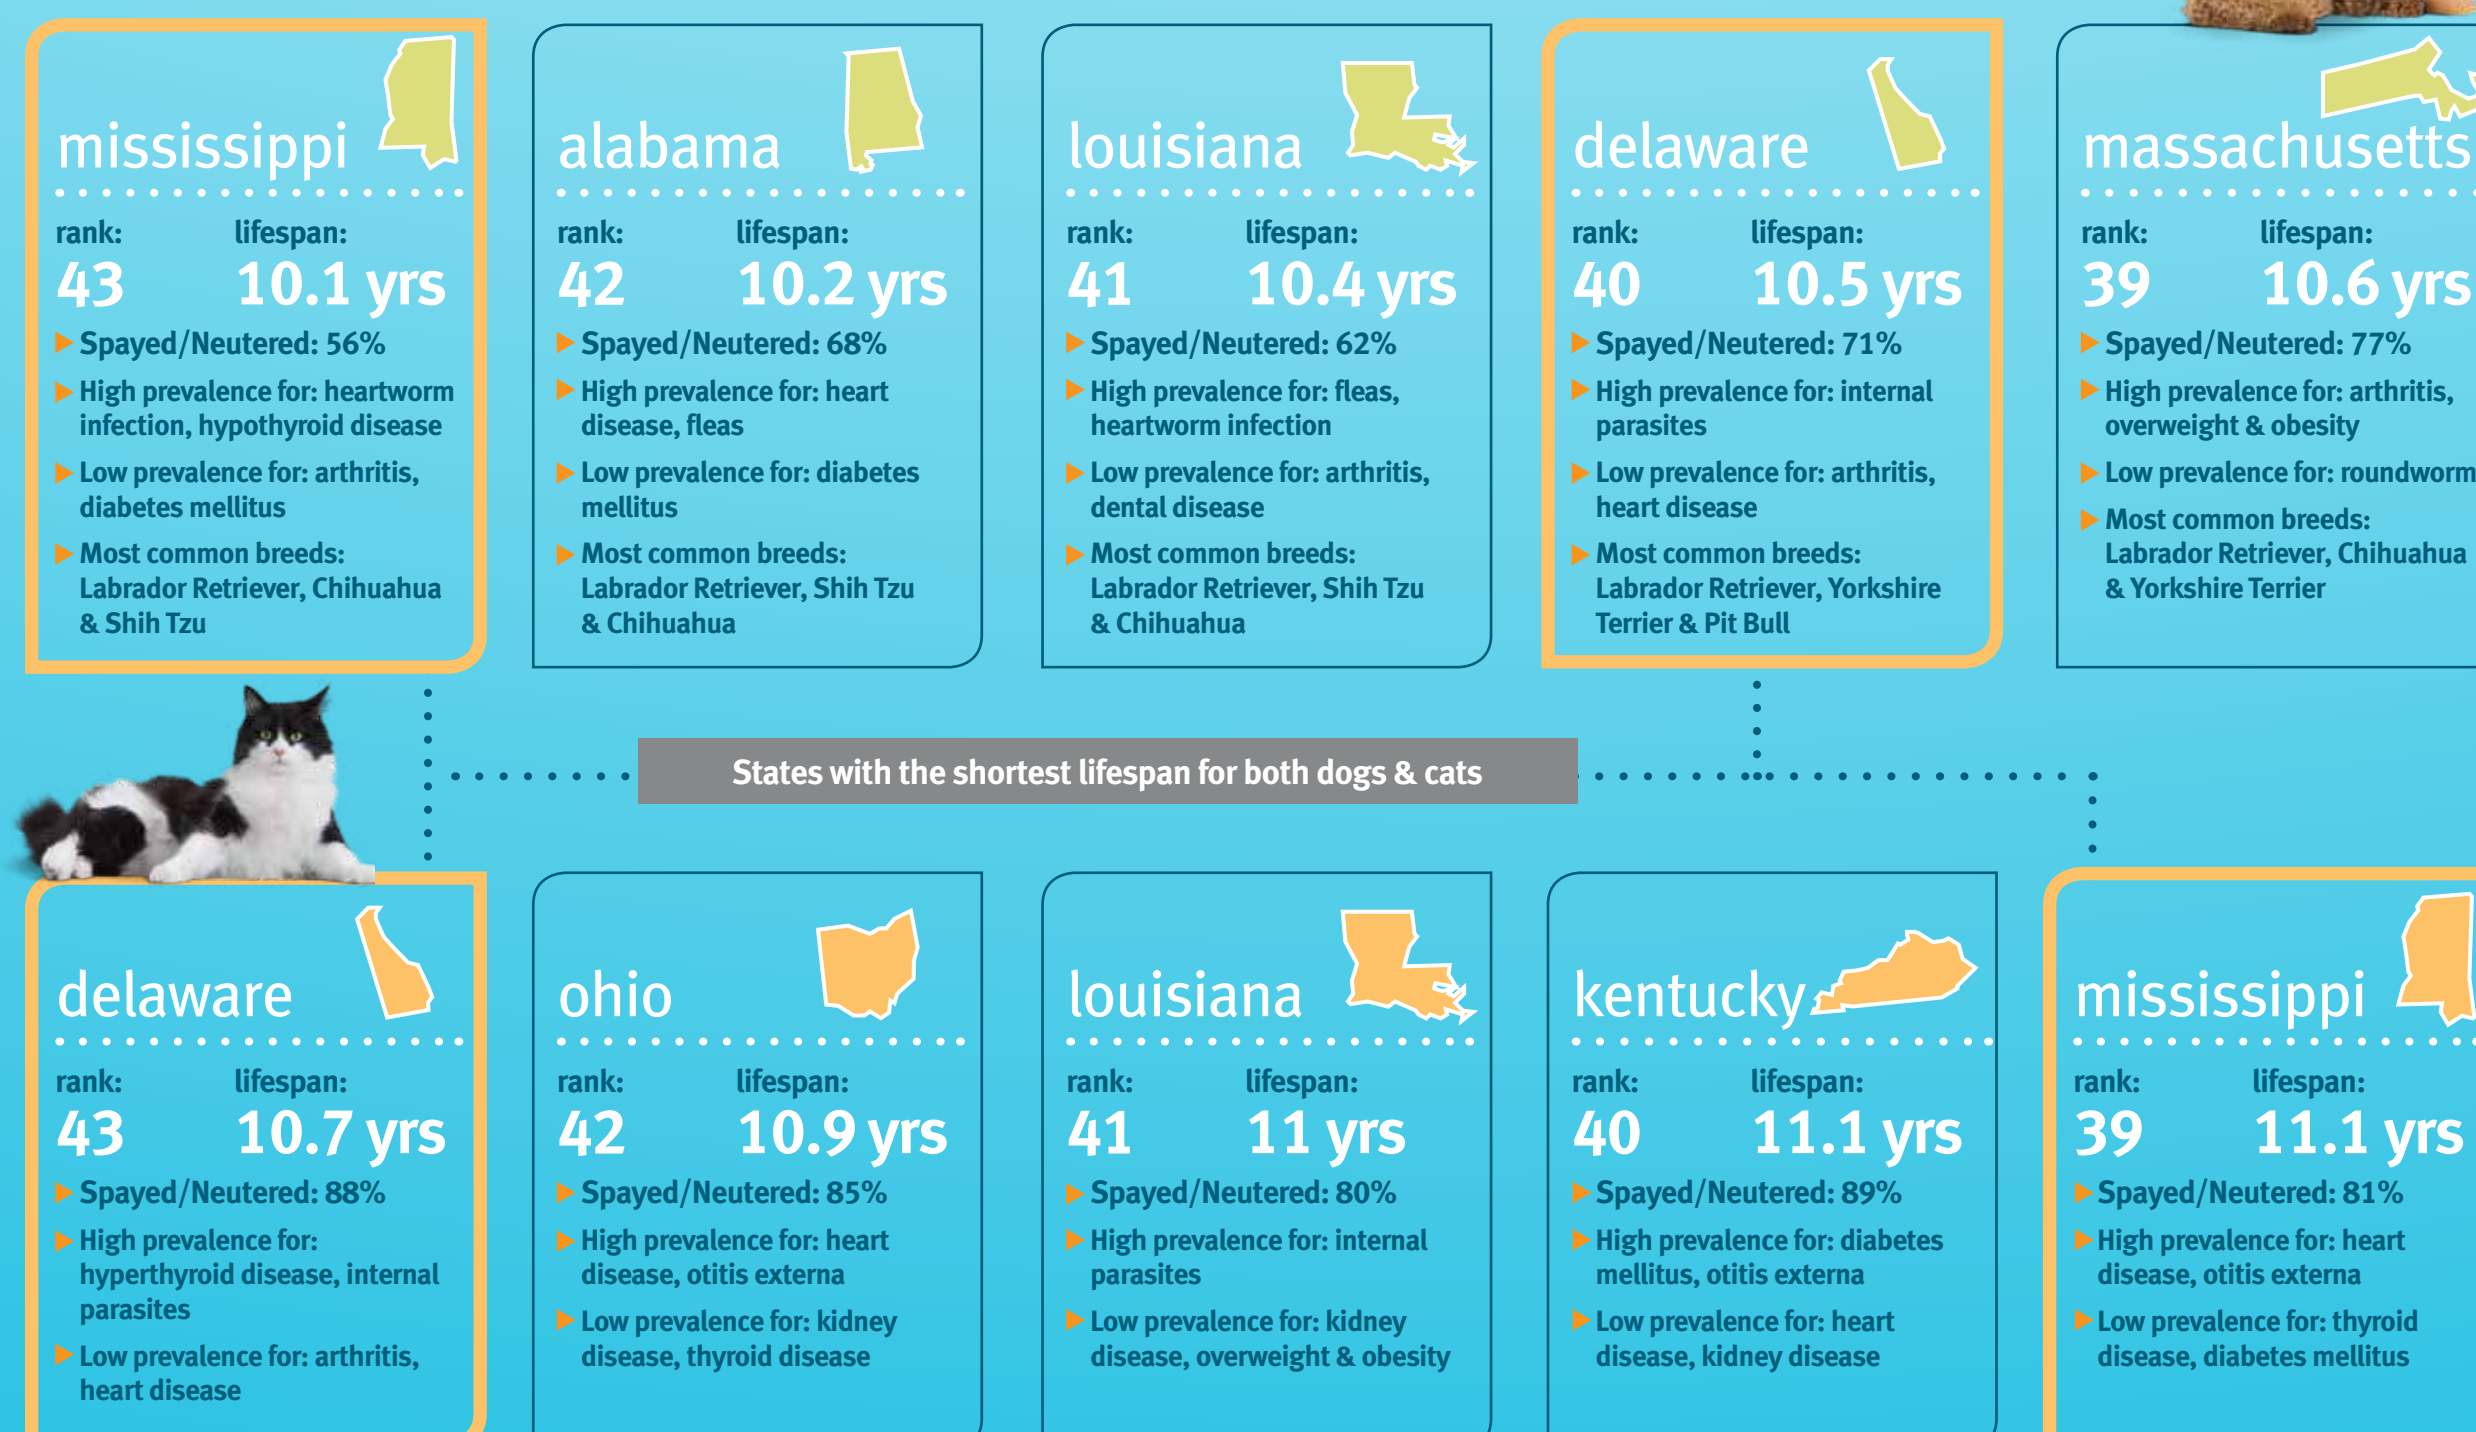 mississippi
rank: lifespan:
43 10.1 yrs
Spayed/Neutered: 56%
High prevalence for: heartworm
infection, hypothyroid disease
Low prevalence for: arthritis,
diabetes mellitus
Most common breeds:
Labrador Retriever, Chihuahua
& Shih Tzu
alabama
rank: lifespan:
42 10.2 yrs
Spayed/Neutered: 68%
High prevalence for: heart
disease, fleas
Low prevalence for: diabetes
mellitus
Most common breeds:
Labrador Retriever, Shih Tzu
& Chihuahua
louisiana
rank: lifespan:
41 10.4 yrs
Spayed/Neutered: 62%
High prevalence for: fleas,
heartworm infection
Low prevalence for: arthritis,
dental disease
Most common breeds:
Labrador Retriever, Shih Tzu
& Chihuahua
delaware
rank: lifespan:
40 10.5 yrs
Spayed/Neutered: 71%
High prevalence for: internal
parasites
Low prevalence for: arthritis,
heart disease
Most common breeds:
Labrador Retriever, Yorkshire
Terrier & Pit Bull
massachusetts
rank: lifespan:
39 10.6 yrs
Spayed/Neutered: 77%
High prevalence for: arthritis,
overweight & obesity
Low prevalence for: roundworm
Most common breeds:
Labrador Retriever, Chihuahua
& Yorkshire Terrier
States with the shortest lifespan for both dogs & cats
delaware
rank: lifespan:
43 10.7 yrs
Spayed/Neutered: 88%
High prevalence for:
hyperthyroid disease, internal
parasites
Low prevalence for: arthritis,
heart disease
ohio
rank: lifespan:
42 10.9 yrs
Spayed/Neutered: 85%
High prevalence for: heart
disease, otitis externa
Low prevalence for: kidney
disease, thyroid disease
louisiana
rank: lifespan:
41 11 yrs
Spayed/Neutered: 80%
High prevalence for: internal
parasites
Low prevalence for: kidney
disease, overweight & obesity
kentucky
rank: lifespan:
40 11.1 yrs
Spayed/Neutered: 89%
High prevalence for: diabetes
mellitus, otitis externa
Low prevalence for: heart
disease, kidney disease
mississippi
rank: lifespan:
39 11.1 yrs
Spayed/Neutered: 81%
High prevalence for: heart
disease, otitis externa
Low prevalence for: thyroid
disease, diabetes mellitus